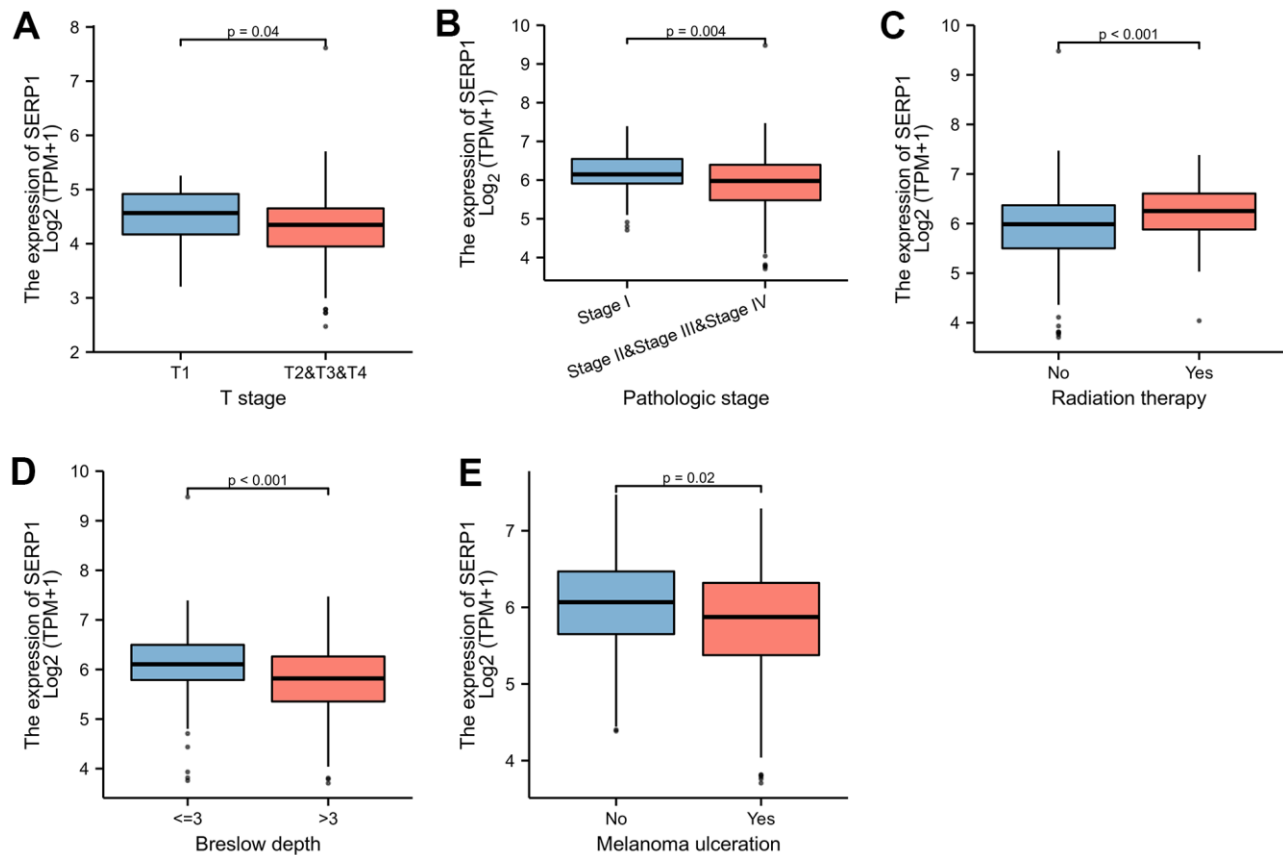 A
The expression of SERP1
Log2 (TPM+1)
8
7
6
5
4
3
2
p = 0.04
T1
T2&T3&T4
T stage
B
The expression of SERP1
Log₂ (TPM+1)
10
9
8
7
6
5
4
p = 0.004
Stage I
Stage II&Stage III&Stage IV
Pathologic stage
C
The expression of SERP1
Log2 (TPM+1)
10
9
8
7
6
5
4
p < 0.001
No
Yes
Radiation therapy
D
The expression of SERP1
Log2 (TPM+1)
10
9
8
7
6
5
4
p < 0.001
<=3
>3
Breslow depth
E
The expression of SERP1
Log2 (TPM+1)
7
6
5
4
p = 0.02
No
Yes
Melanoma ulceration